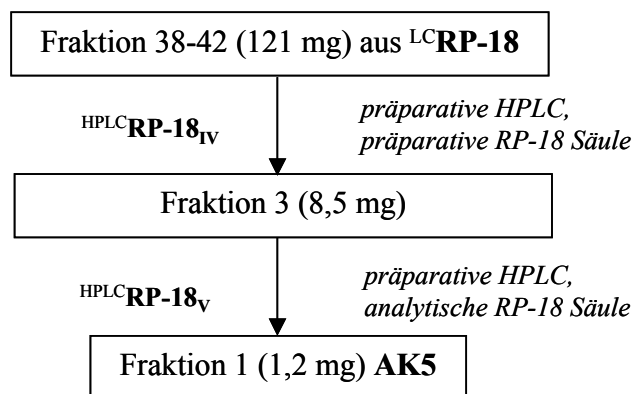 Fraktion 38-42 (121 mg) aus LCRP-18
HPLCRP-18IV
präparative HPLC,
präparative RP-18 Säule
Fraktion 3 (8,5 mg)
HPLCRP-18V
präparative HPLC,
analytische RP-18 Säule
Fraktion 1 (1,2 mg) AK5